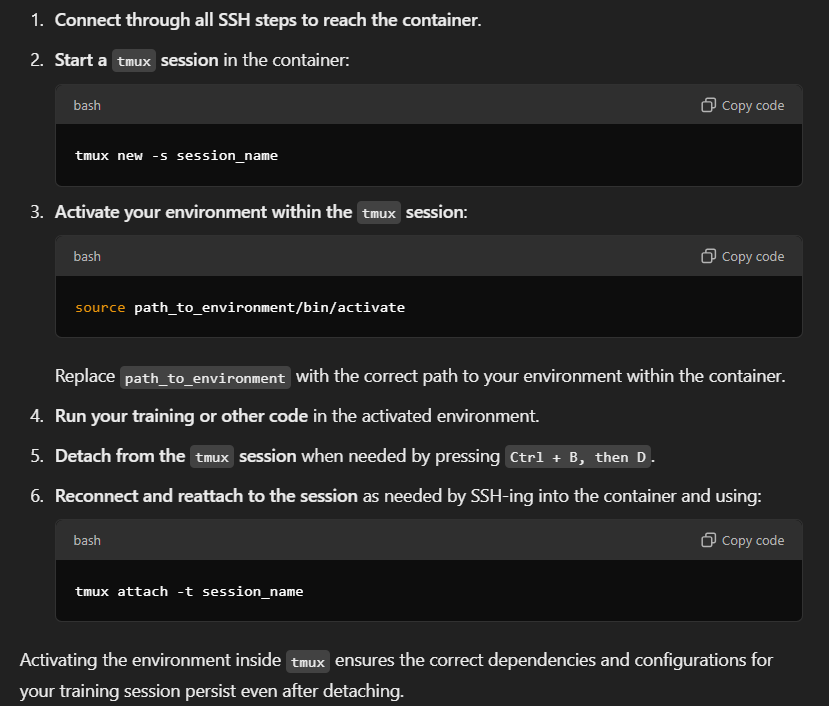 1. Connect through all SSH steps to reach the container.
2. Start a tmux session in the container:
bash Copy code
tmux new -s session_name
3. Activate your environment within the tmux session:
bash Copy code
source path_to_environment/bin/activate
Replace path_to_environment with the correct path to your environment within the container.
4. Run your training or other code in the activated environment.
5. Detach from the tmux session when needed by pressing Ctrl + B, then D.
6. Reconnect and reattach to the session as needed by SSH-ing into the container and using:
bash Copy code
tmux attach -t session_name
Activating the environment inside tmux ensures the correct dependencies and configurations for
your training session persist even after detaching.